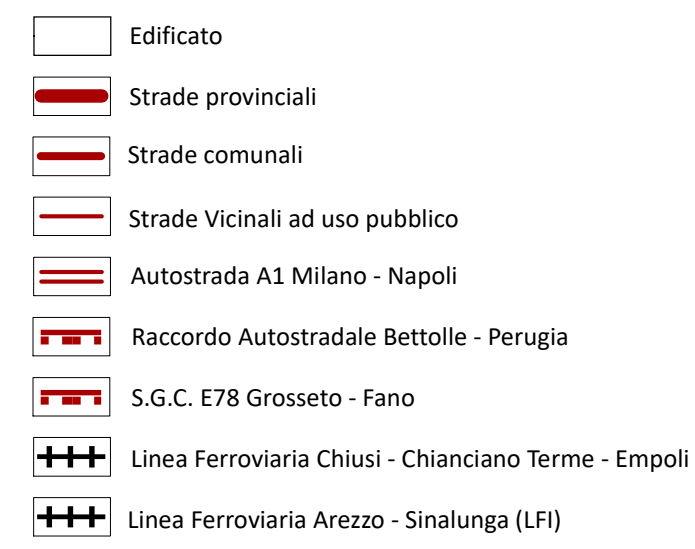 Edificato
Strade provinciali
Strade comunali
Strade Vicinali ad uso pubblico
Autostrada A1 Milano - Napoli
Raccordo Autostradale Bettolle - Perugia
S.G.C. E78 Grosseto - Fano
Linea Ferroviaria Chiusi - Chianciano Terme - Empoli
Linea Ferroviaria Arezzo - Sinalunga (LFI)